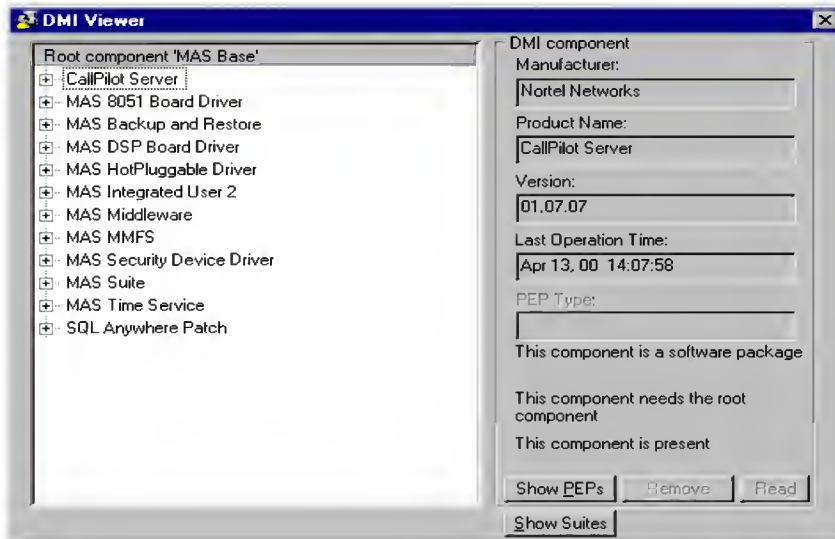 DMI Viewer
Root component 'MAS Base'
CallPilot Server
MAS 8051 Board Driver
MAS Backup and Restore
MAS DSP Board Driver
MAS HotPluggable Driver
MAS Integrated User 2
MAS Middleware
MAS MMFS
MAS Security Device Driver
MAS Suite
MAS Time Service
SQL Anywhere Patch
DMI component
Manufacturer:
Nortel Networks
Product Name:
CallPilot Server
Version:
01.07.07
Last Operation Time:
Apr 13, 00 14:07:58
PEP Type:
This component is a software package
This component needs the root
component
This component is present
Show PEPs
Remove
Read
Show Suites